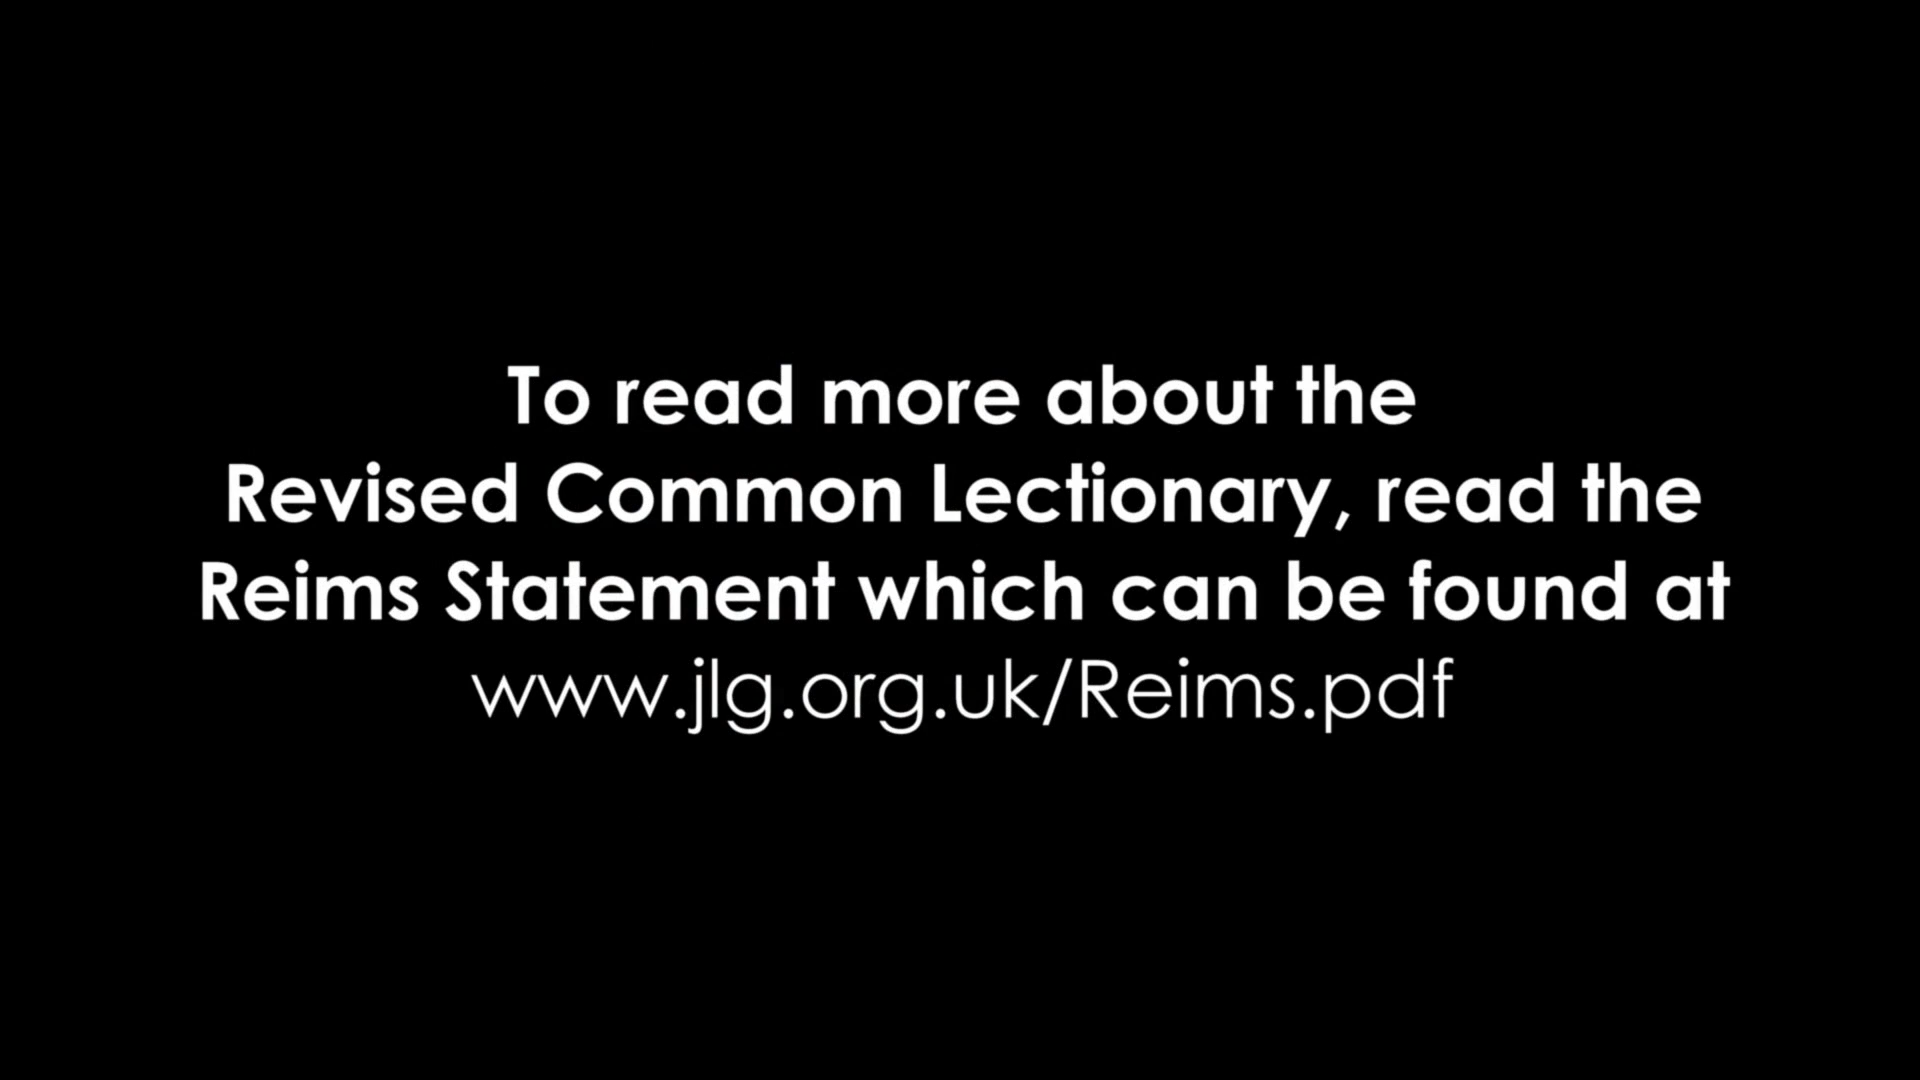 To read more about the
Revised Common Lectionary, read the
Reims Statement which can be found at
www.jlg.org.uk/Reims.pdf